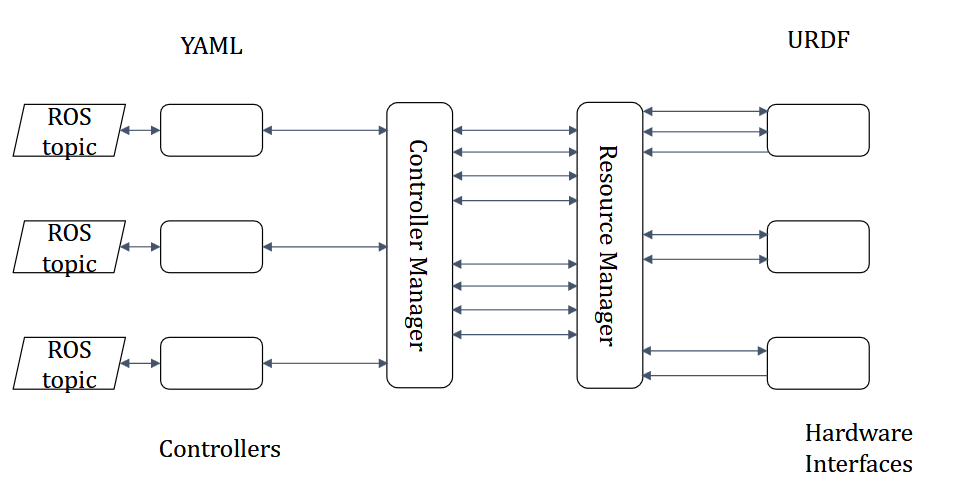 YAML
URDF
ROS
topic
ROS
topic
ROS
topic
Controller Manager
Resource Manager
Controllers
Hardware
Interfaces